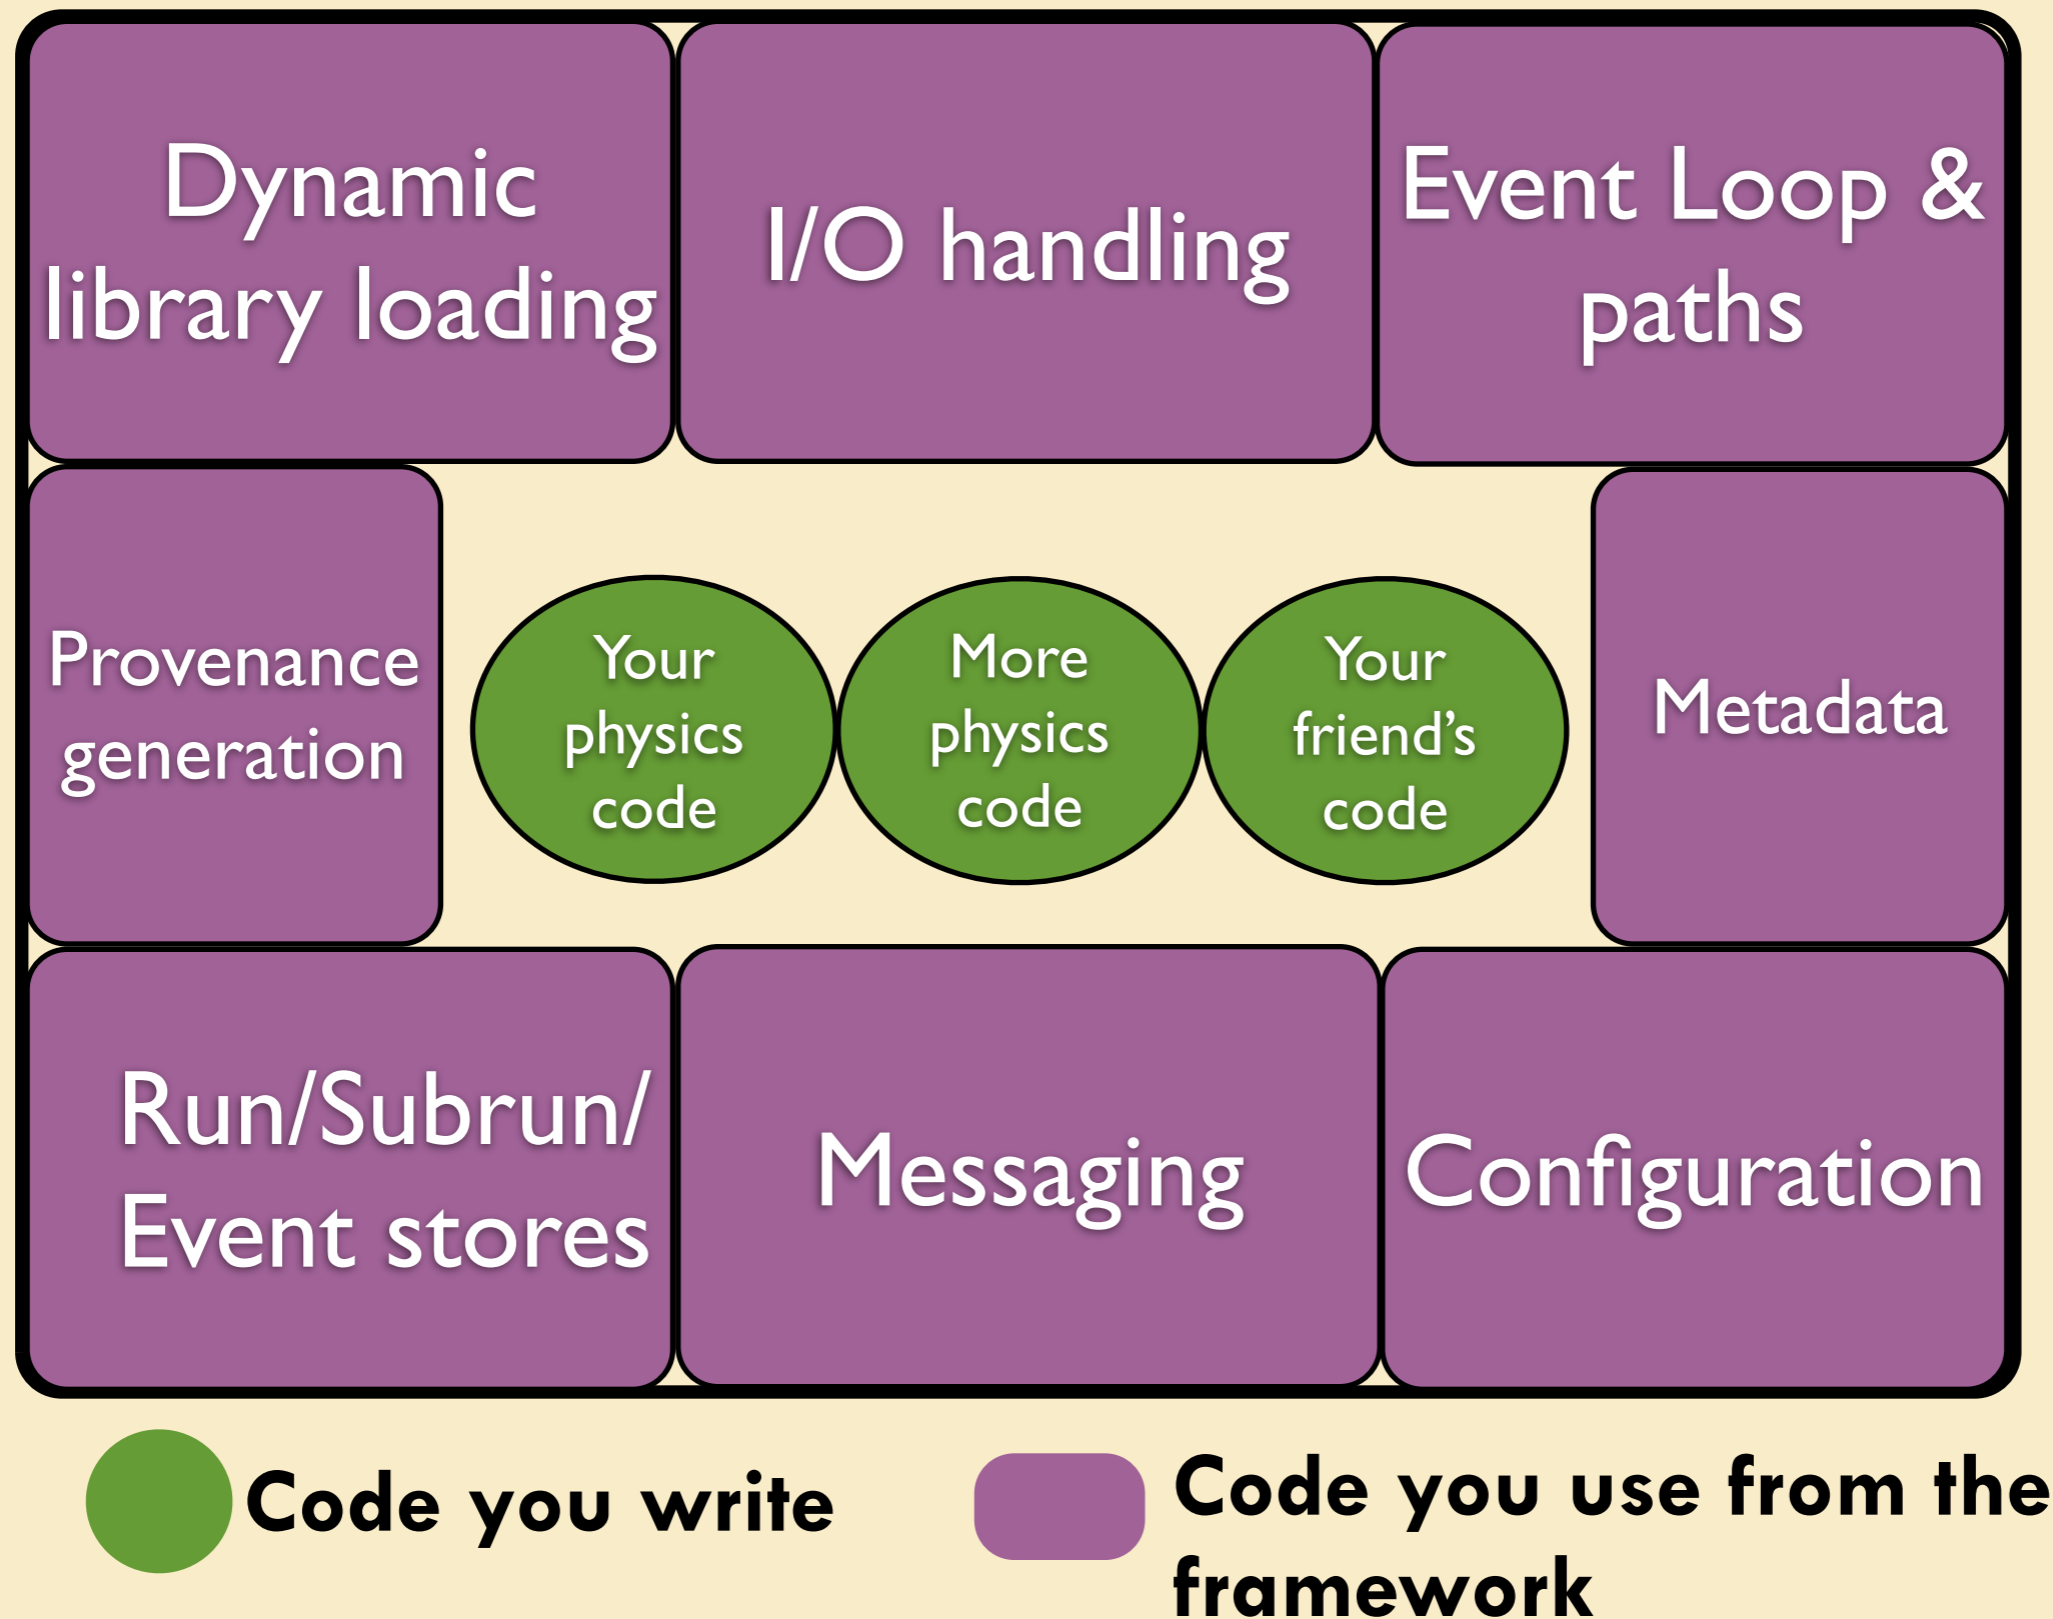 Dynamic
library loading
I/O handling
Event Loop &
paths
Provenance
generation
Your
physics
code
More
physics
code
Your
friend’s
code
Metadata
Run/Subrun/
Event stores
Messaging
Configuration
Code you write
Code you use from the
framework